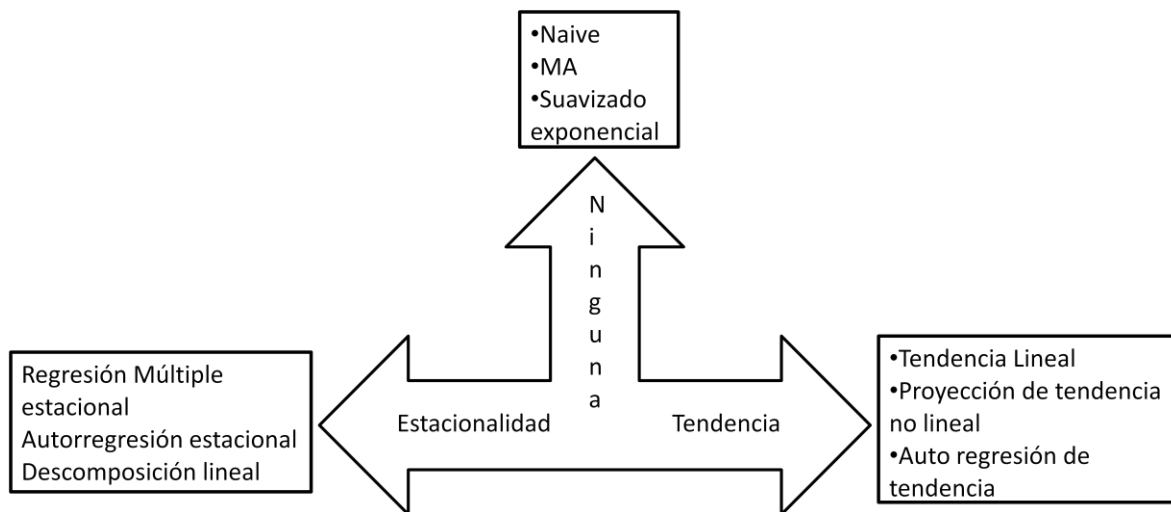 •Naive
•MA
•Suavizado
exponencial
Ninguna
Regresión Múltiple
estacional
Autorregresión estacional
Descomposición lineal
Estacionalidad
Tendencia
•Tendencia Lineal
•Proyección de tendencia
no lineal
•Auto regresión de
tendencia